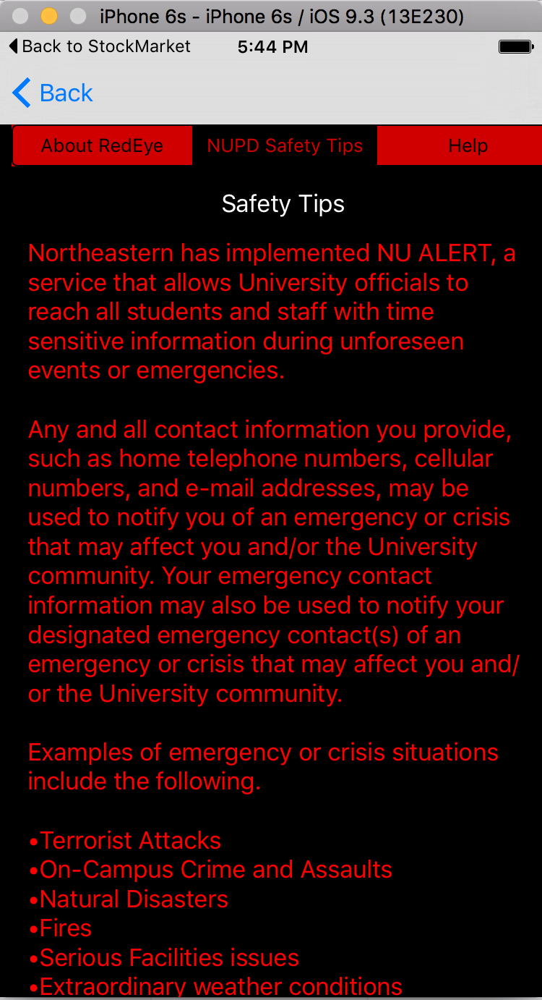 iPhone 6s - iPhone 6s / iOS 9.3 (13E230)
Back to StockMarket 5:44 PM
Back
About RedEye NUPD Safety Tips Help
Safety Tips
Northeastern has implemented NU ALERT, a
service that allows University officials to
reach all students and staff with time
sensitive information during unforeseen
events or emergencies.
Any and all contact information you provide,
such as home telephone numbers, cellular
numbers, and e-mail addresses, may be
used to notify you of an emergency or crisis
that may affect you and/or the University
community. Your emergency contact
information may also be used to notify your
designated emergency contact(s) of an
emergency or crisis that may affect you and/
or the University community.
Examples of emergency or crisis situations
include the following.
•Terrorist Attacks
•On-Campus Crime and Assaults
•Natural Disasters
•Fires
•Serious Facilities issues
•Extraordinary weather conditions